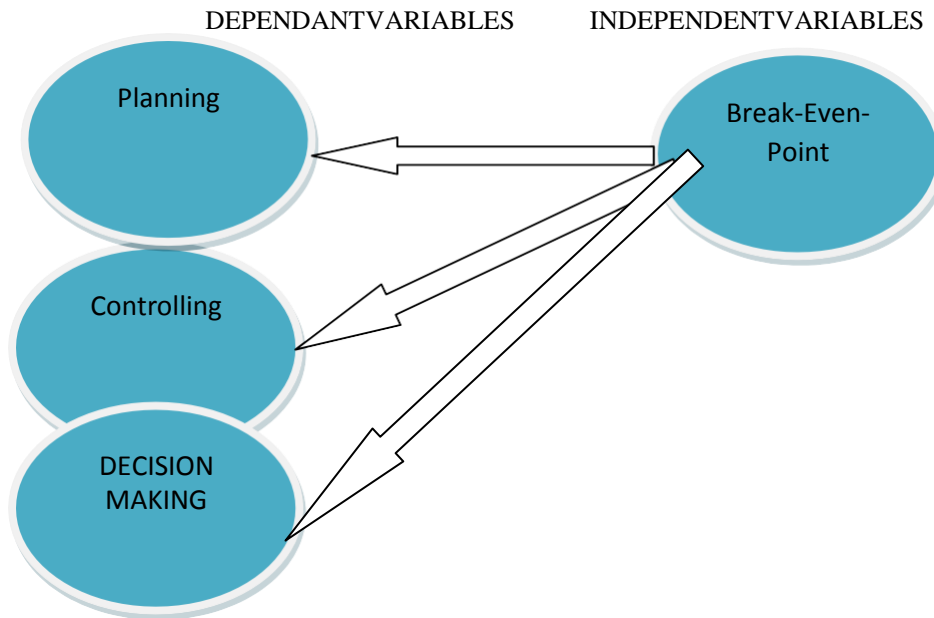 DEPENDANTVARIABLES INDEPENDENTVARIABLES
Planning
Break-Even-
Point
Controlling
DECISION
MAKING